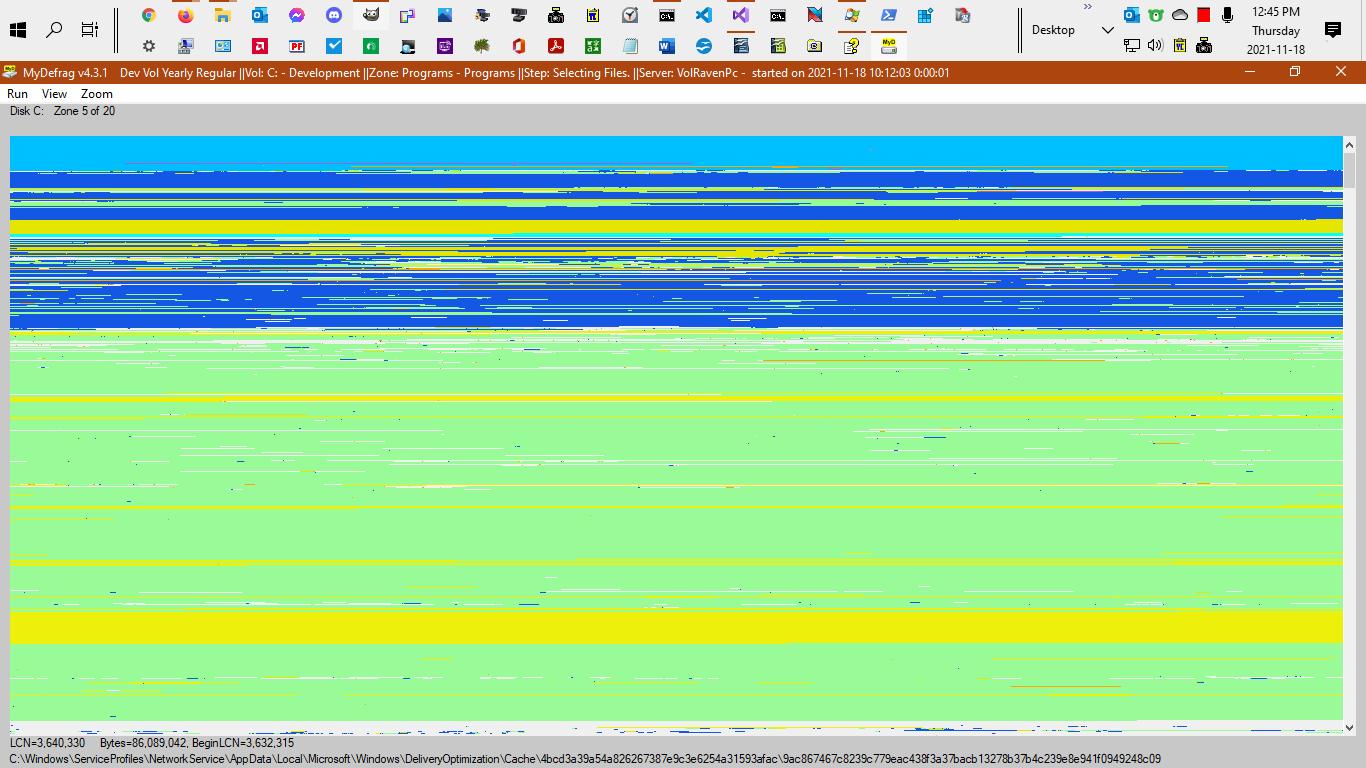 12:45 PM
Desktop
Thursday
2021-11-18
MyDefrag v4.3.1 Dev Vol Yearly Regular ||Vol: C: - Development ||Zone: Programs - Programs ||Step: Selecting Files. ||Server: VolRavenPc - started on 2021-11-18 10:12:03 0:00:01
Run View Zoom
Disk C: Zone 5 of 20
LCN=3,640,330 Bytes=86,089,042, BeginLCN=3,632,315
C:\Windows\ServiceProfiles\NetworkService\AppData\Local\Microsoft\Windows\DeliveryOptimization\Cache\4bcd3a39a54a826267387e9c3e6254a31593afac\9ac867467c8239c779eac438f3a37bacb13278b37b4c239e8e941f0949248c09